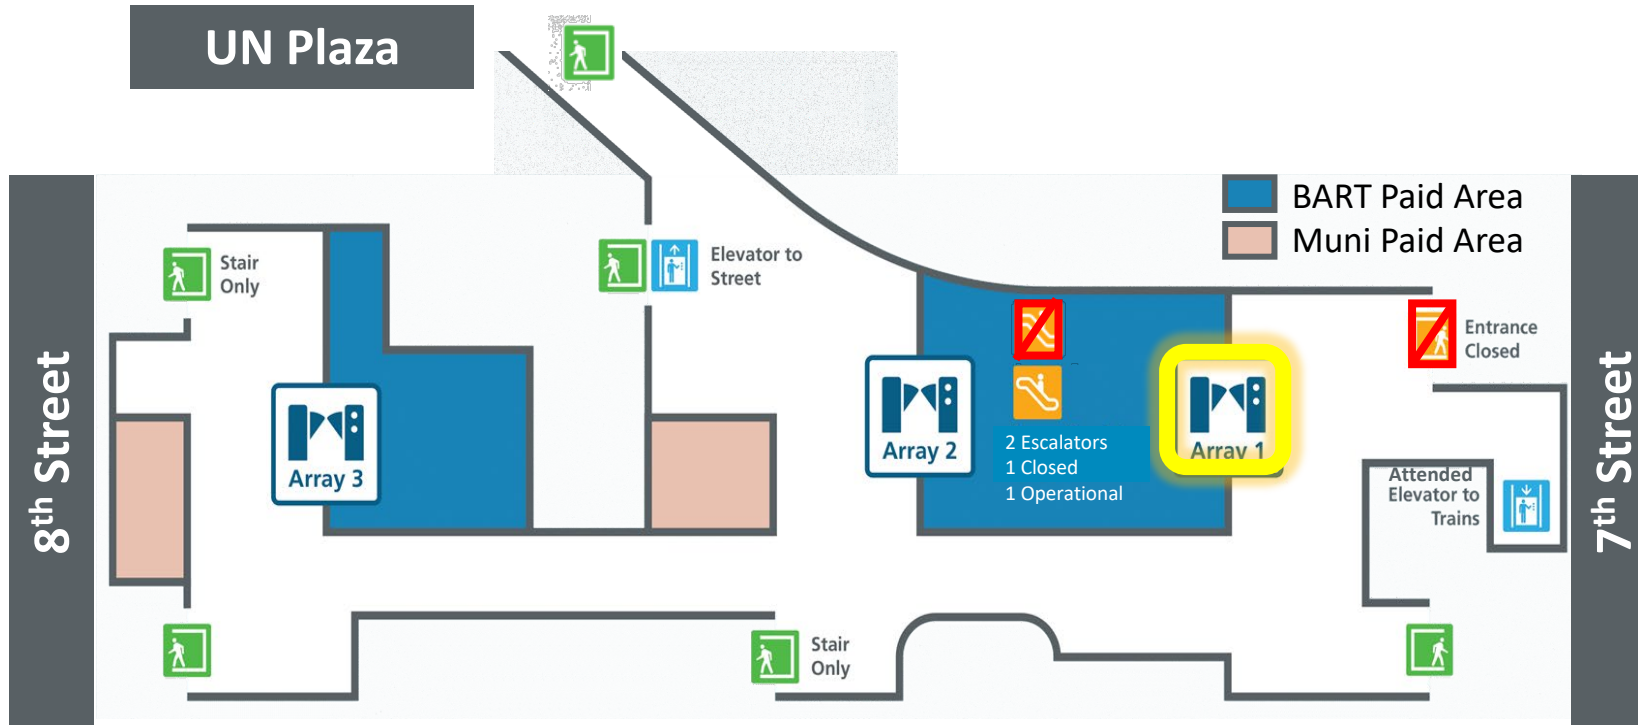 UN Plaza
BART Paid Area
Muni Paid Area
Stair
Only
Elevator to
Street
Entrance
Closed
8th Street
7th Street
Array 3
Array 2
2 Escalators
1 Closed
1 Operational
Array 1
Attended
Elevator to
Trains
Stair
Only